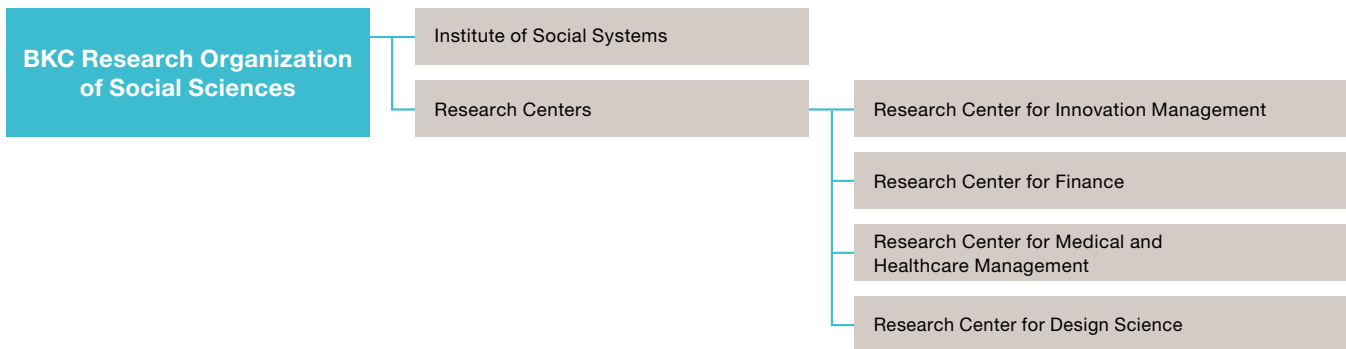 BKC Research Organization
of Social Sciences
Institute of Social Systems
Research Centers
Research Center for Innovation Management
Research Center for Finance
Research Center for Medical and
Healthcare Management
Research Center for Design Science